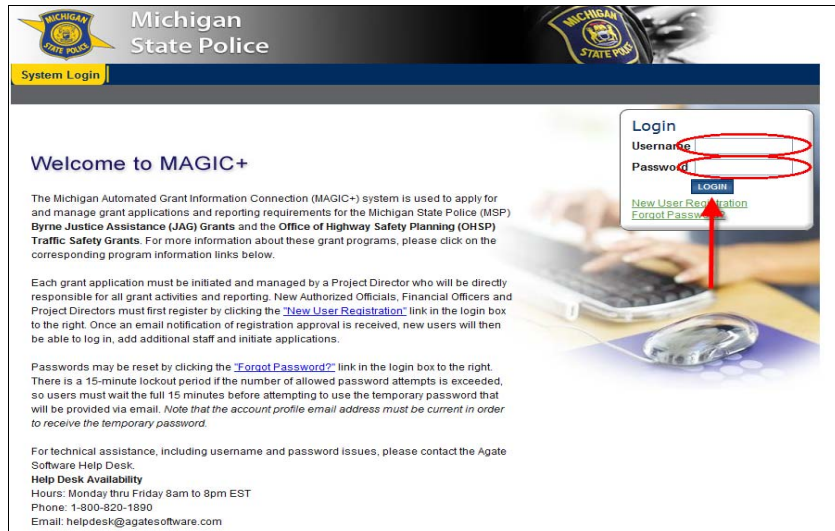 MICHIGAN
STATE POLICE
Michigan
State Police
MICHIGAN
STATE POLICE
System Login
Login
Username
Password
LOGIN
New User Registration
Forgot Password?
Welcome to MAGIC+
The Michigan Automated Grant Information Connection (MAGIC+) system is used to apply for
and manage grant applications and reporting requirements for the Michigan State Police (MSP)
Byrne Justice Assistance (JAG) Grants and the Office of Highway Safety Planning (OHSP)
Traffic Safety Grants. For more information about these grant programs, please click on the
corresponding program information links below.
Each grant application must be initiated and managed by a Project Director who will be directly
responsible for all grant activities and reporting. New Authorized Officials, Financial Officers and
Project Directors must first register by clicking the "New User Registration" link in the login box
to the right. Once an email notification of registration approval is received, new users will then
be able to log in, add additional staff and initiate applications.
Passwords may be reset by clicking the "Forgot Password?" link in the login box to the right.
There is a 15-minute lockout period if the number of allowed password attempts is exceeded,
so users must wait the full 15 minutes before attempting to use the temporary password that
will be provided via email. Note that the account profile email address must be current in order
to receive the temporary password.
For technical assistance, including username and password issues, please contact the Agate
Software Help Desk.
Help Desk Availability
Hours: Monday thru Friday 8am to 8pm EST
Phone: 1-800-820-1890
Email: helpdesk@agatesoftware.com